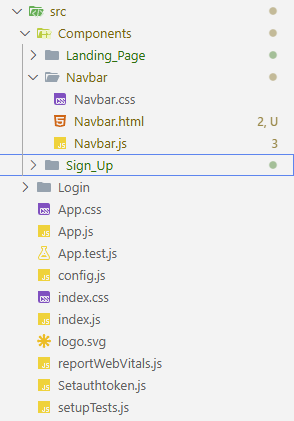 src
Components
Landing_Page
Navbar
Navbar.css
Navbar.html 2, U
Navbar.js 3
Sign_Up
Login
App.css
App.js
App.test.js
config.js
index.css
index.js
logo.svg
reportWebVitals.js
Setauthtoken.js
setupTests.js